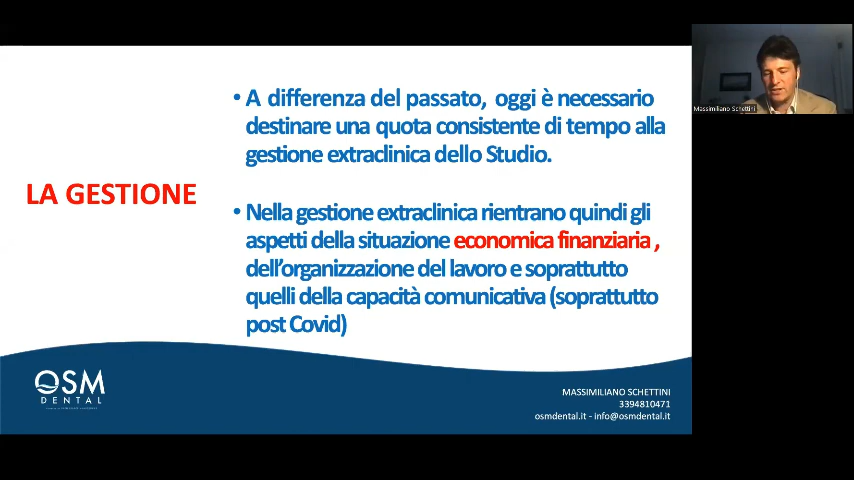 LA GESTIONE
• A differenza del passato, oggi è necessario
destinare una quota consistente di tempo alla
gestione extraclinica dello Studio.
• Nella gestione extraclinica rientrano quindi gli
aspetti della situazione economica finanziaria ,
dell'organizzazione del lavoro e soprattutto
quelli della capacità comunicativa (soprattutto
post Covid)
OSM
DENTAL
MASSIMILIANO SCHETTINI
3394810471
osmdental.it - info@osmdental.it
Massimiliano Schettini